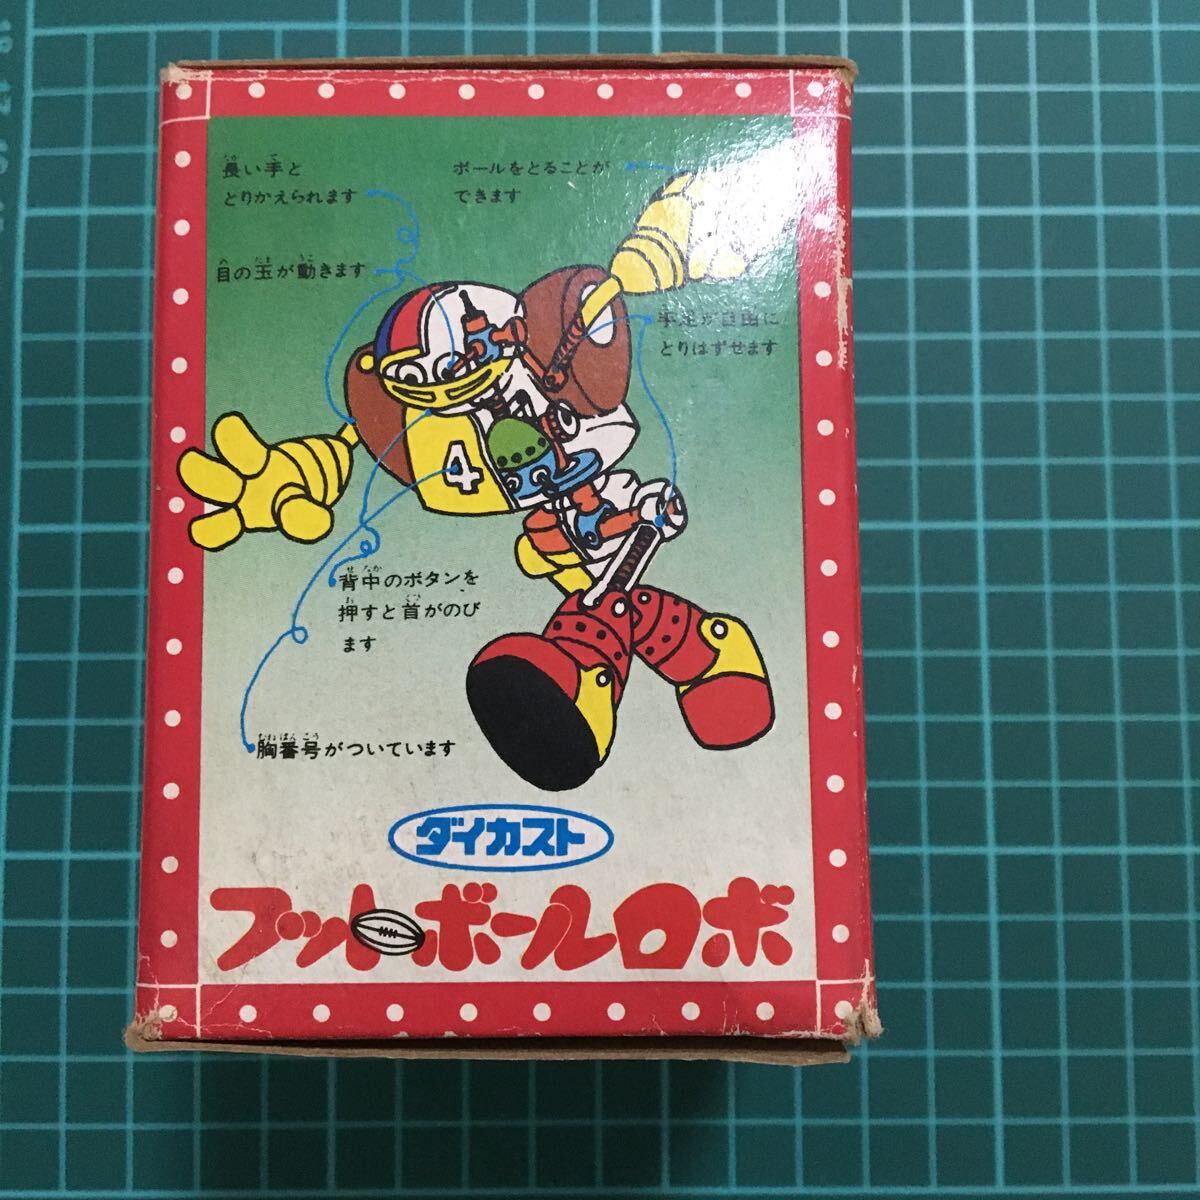 長い手と
とりかえられます
ボールをとることが
できます
目の玉が動きます
手足が自由に
とりはずせます
4
背中のボタンを
押すと首がのび
ます
胸番号がついています
ダイカスト
フットボールロボ